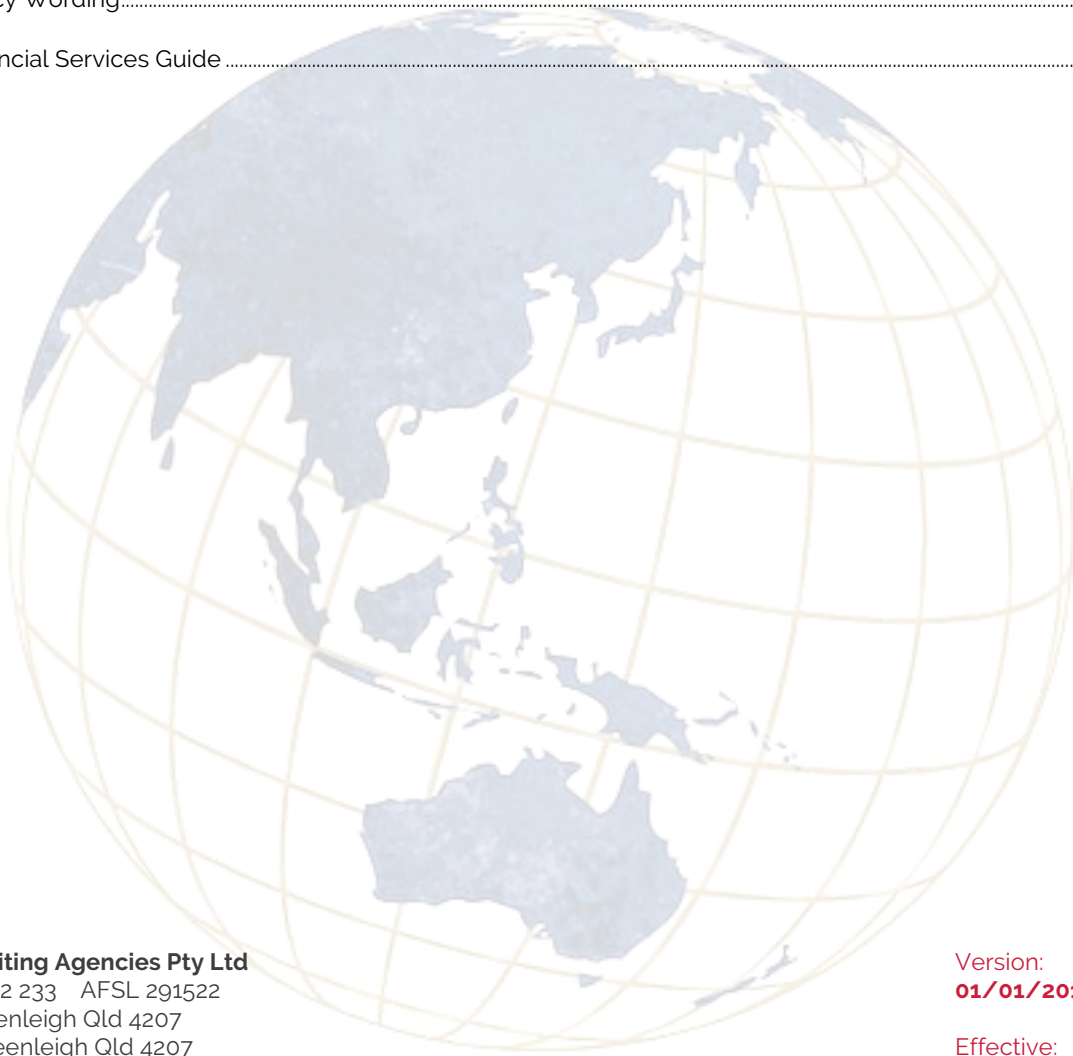 cy Wording
ncial Services Guide
iting Agencies Pty Ltd
2 233 AFSL 291522
enleigh Qld 4207
eenleigh Qld 4207
Version:
01/01/201
Effective: